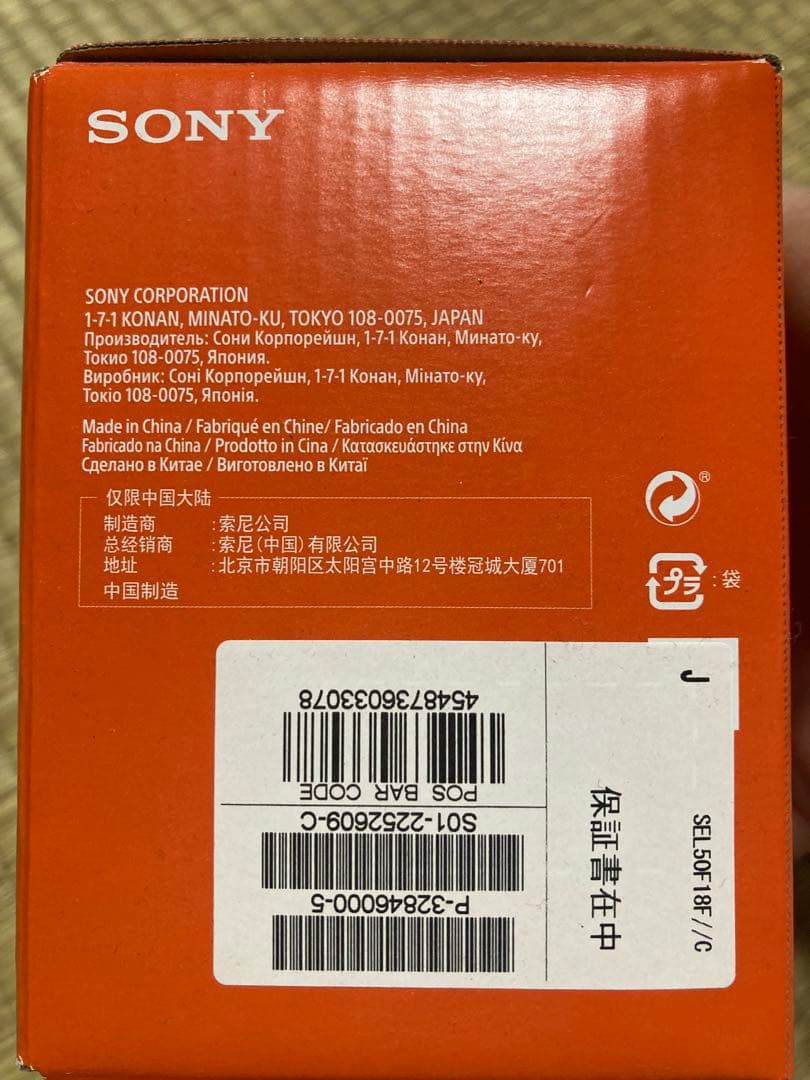 SONY
SONY CORPORATION
1-7-1 KONAN, MINATO-KU, TOKYO 108-0075, JAPAN
Производитель: Сони Корпорейшн, 1-7-1 Конан, Минато-ку,
Токио 108-0075, Япония.
Виробник: Соні Корпорейшн, 1-7-1 Конан, Мінато-ку,
Токіо 108-0075, Японія.
Made in China / Fabriqué en Chine/ Fabricado en China
Fabricado na China / Prodotto in Cina / Κατασκευάστηκε στην Κίνα
Сделано в Китае / Виготовлено в Китаї
仅限中国大陆
制造商 :索尼公司
总经销商 :索尼(中国)有限公司
地址 :北京市朝阳区太阳宫中路12号楼冠城大厦701
中国制造
®
プラ : 袋
J
SEL50F18F//C
保証書在中
P-32846000-5
S01-2252609-C
POS BAR CODE
4548736033078